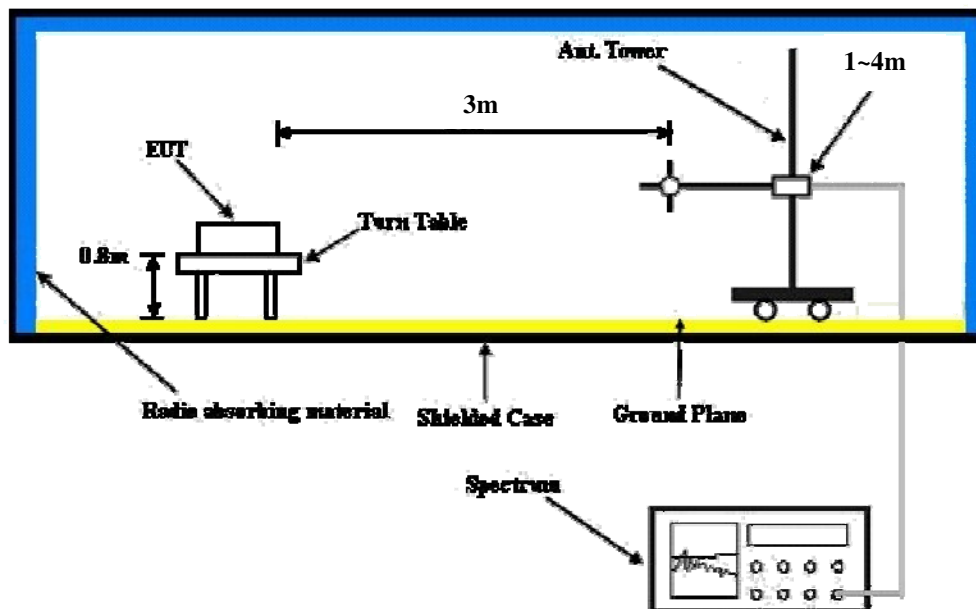 Ant. Tower
1~4m
3m
EUT
Turn Table
0.8m
Radio absorbing material
Shielded Case
Ground Plane
Spectrum